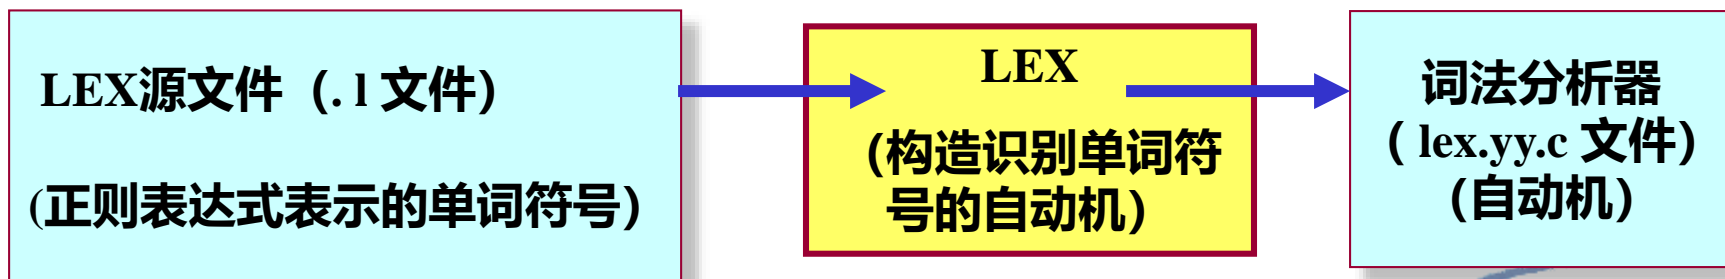 LEX源文件（. l 文件）
(正则表达式表示的单词符号）
LEX
（构造识别单词符
号的自动机）
词法分析器
（ lex.yy.c 文件）
（自动机）